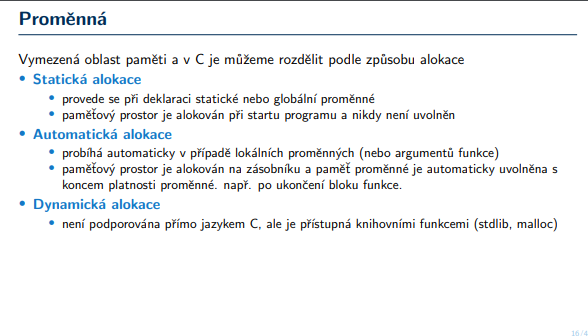 Proměnná
Vymezená oblast paměti a v C je můžeme rozdělit podle způsobu alokace
• Statická alokace
• provede se při deklaraci statické nebo globální proměnné
• paměťový prostor je alokován při startu programu a nikdy není uvolněn
• Automatická alokace
• probíhá automaticky v případě lokálních proměnných (nebo argumentů funkce)
• paměťový prostor je alokován na zásobníku a paměť proměnné je automaticky uvolněna s
koncem platnosti proměnné. např. po ukončení bloku funkce.
• Dynamická alokace
• není podporována přímo jazykem C, ale je přístupná knihovními funkcemi (stdlib, malloc)